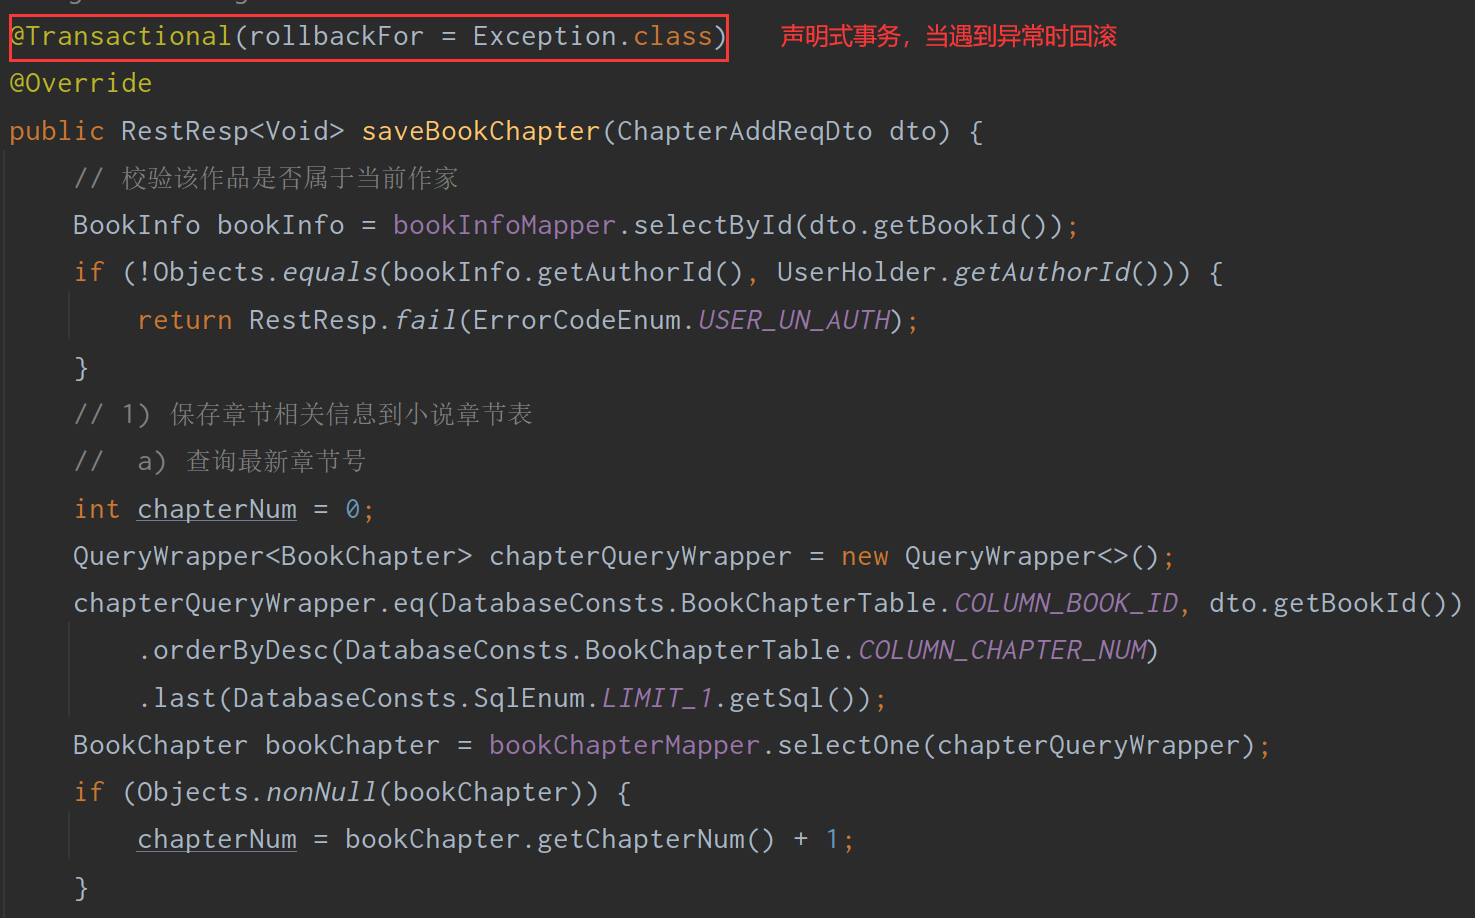 @Transactional(rollbackFor = Exception.class) 声明式事务，当遇到异常时回滚
@Override
public RestResp<Void> saveBookChapter(ChapterAddReqDto dto) {
// 校验该作品是否属于当前作家
BookInfo bookInfo = bookInfoMapper.selectById(dto.getBookId());
if (!Objects.equals(bookInfo.getAuthorId(), UserHolder.getAuthorId())) {
return RestResp.fail(ErrorCodeEnum.USER_UN_AUTH);
}
// 1) 保存章节相关信息到小说章节表
// a) 查询最新章节号
int chapterNum = 0;
QueryWrapper<BookChapter> chapterQueryWrapper = new QueryWrapper<>();
chapterQueryWrapper.eq(DatabaseConsts.BookChapterTable.COLUMN_BOOK_ID, dto.getBookId())
.orderByDesc(DatabaseConsts.BookChapterTable.COLUMN_CHAPTER_NUM)
.last(DatabaseConsts.SqlEnum.LIMIT_1.getSql());
BookChapter bookChapter = bookChapterMapper.selectOne(chapterQueryWrapper);
if (Objects.nonNull(bookChapter)) {
chapterNum = bookChapter.getChapterNum() + 1;
}